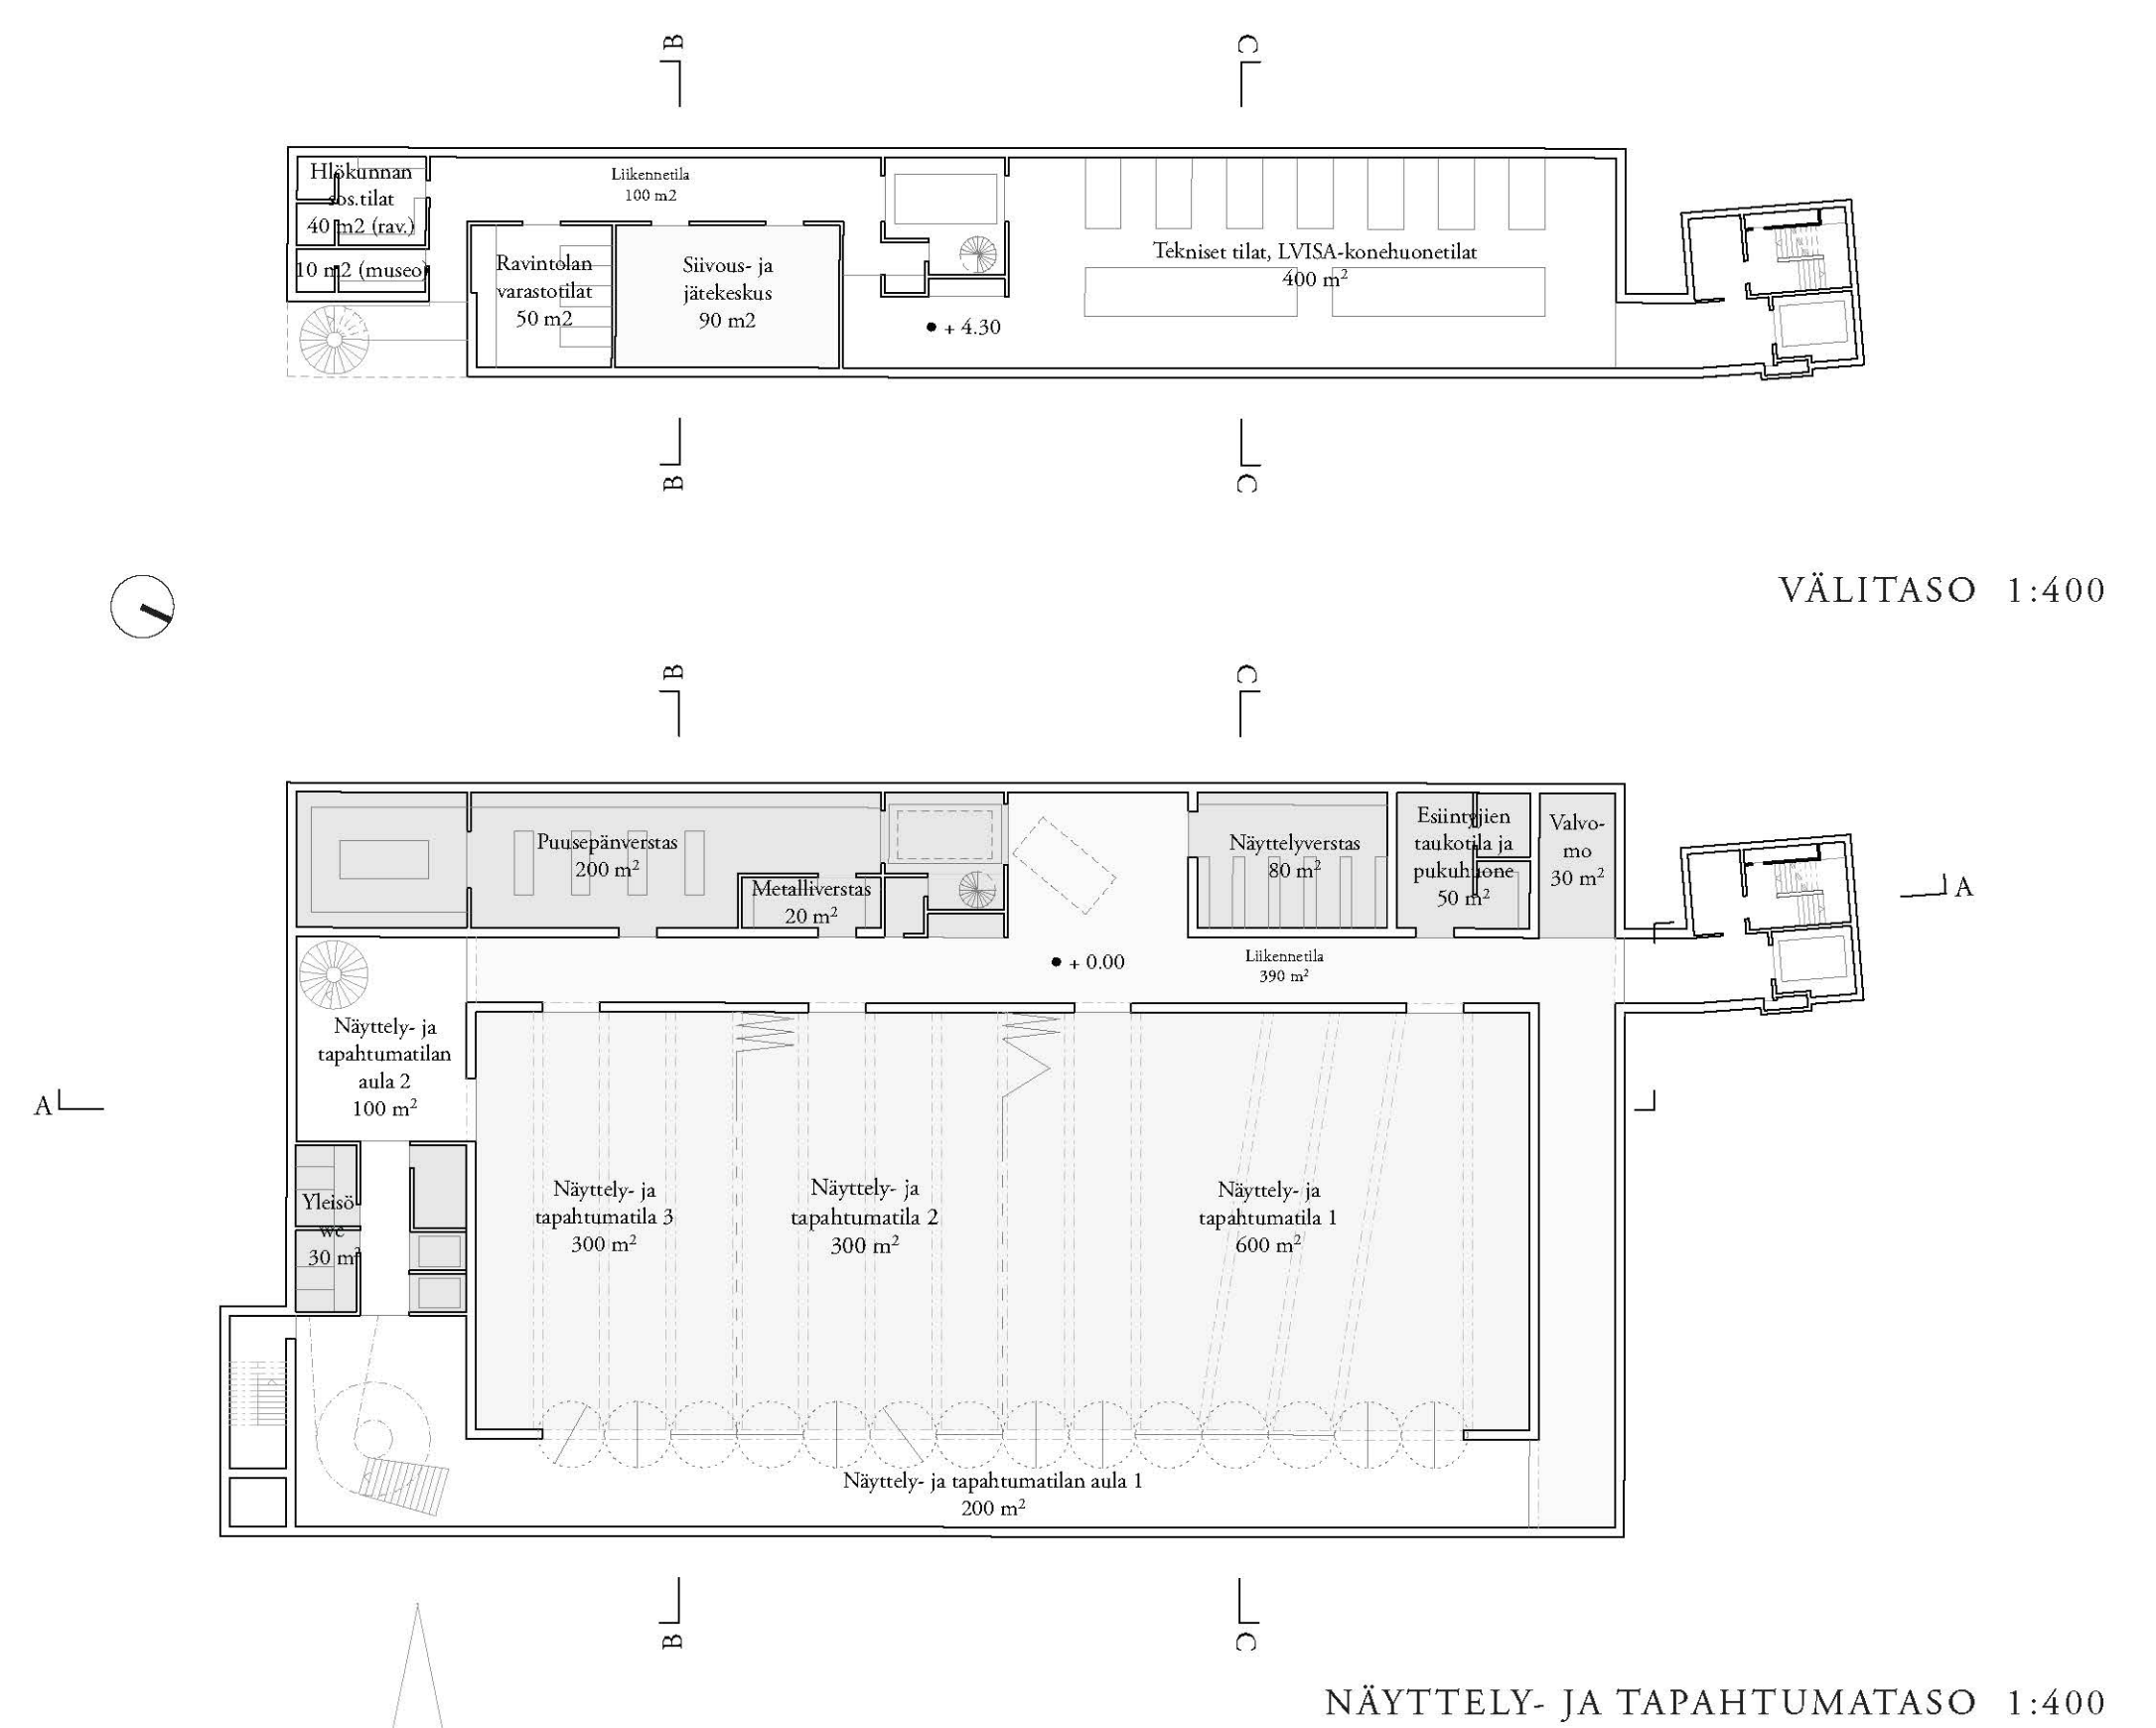 B
C
Hlökunnan
sos.tilat
40 m2 (rav.)
10 m2 (museo)
Liikennetila
100 m2
Ravintolan
varastotilat
50 m2
Siivous- ja
jätekeskus
90 m2
+ 4.30
Tekniset tilat, LVISA-konehuonetilat
400 m²
B
C
VÄLITASO 1:400
B
C
Puusepänverstas
200 m²
Metalliverstas
20 m²
Näyttelyverstas
80 m²
Esiintyjien
taukotila ja
pukuhuone
50 m²
Valvo-
mo
30 m²
A
+ 0.00
Liikennetila
390 m²
Näyttely- ja
tapahtumatilan
aula 2
100 m²
A
Yleisö
wc
30 m²
Näyttely- ja
tapahtumatila 3
300 m²
Näyttely- ja
tapahtumatila 2
300 m²
Näyttely- ja
tapahtumatila 1
600 m²
Näyttely- ja tapahtumatilan aula 1
200 m²
B
C
NÄYTTELY- JA TAPAHTUMATASO 1:400